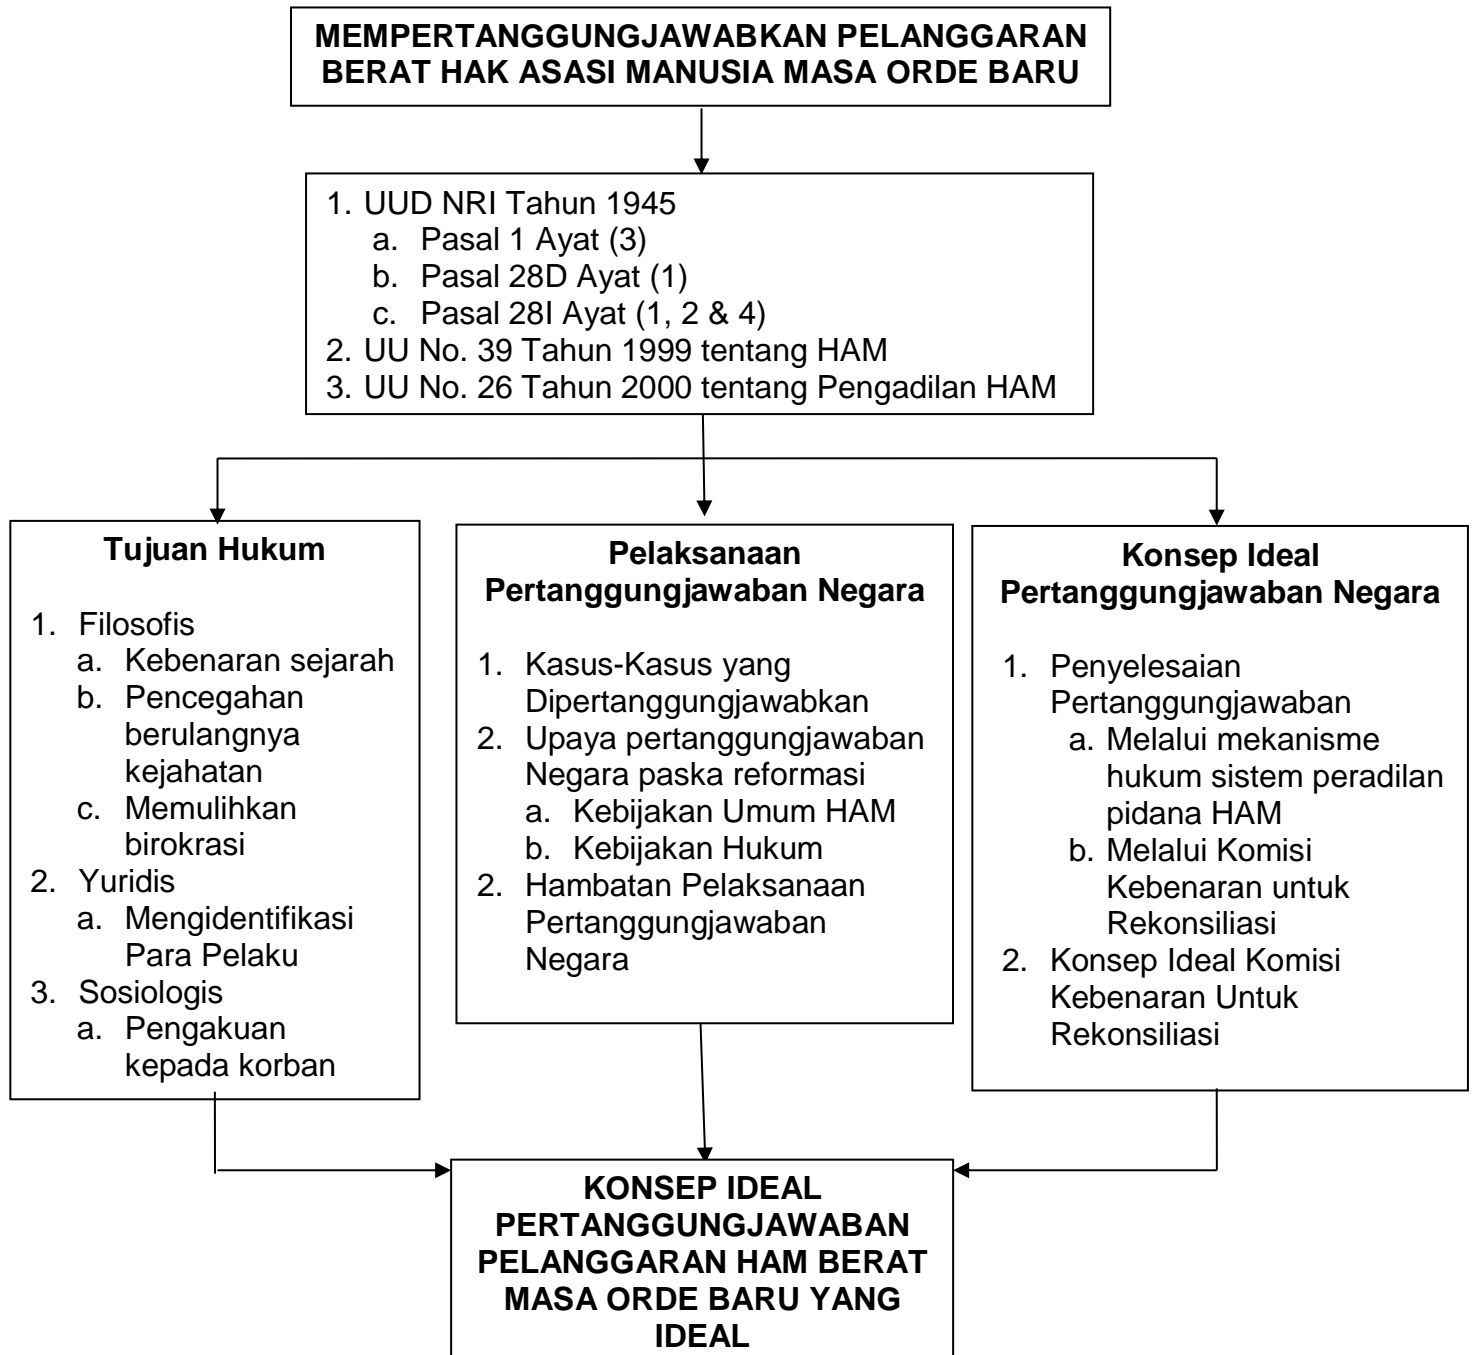 MEMPERTANGGUNGJAWABKAN PELANGGARAN
BERAT HAK ASASI MANUSIA MASA ORDE BARU
1. UUD NRI Tahun 1945
a. Pasal 1 Ayat (3)
b. Pasal 28D Ayat (1)
c. Pasal 28I Ayat (1, 2 & 4)
2. UU No. 39 Tahun 1999 tentang HAM
3. UU No. 26 Tahun 2000 tentang Pengadilan HAM
Tujuan Hukum
1. Filosofis
a. Kebenaran sejarah
b. Pencegahan
berulangnya
kejahatan
c. Memulihkan
birokrasi
2. Yuridis
a. Mengidentifikasi
Para Pelaku
3. Sosiologis
a. Pengakuan
kepada korban
Pelaksanaan
Pertanggungjawaban Negara
1. Kasus-Kasus yang
Dipertanggungjawabkan
2. Upaya pertanggungjawaban
Negara paska reformasi
a. Kebijakan Umum HAM
b. Kebijakan Hukum
2. Hambatan Pelaksanaan
Pertanggungjawaban
Negara
Konsep Ideal
Pertanggungjawaban Negara
1. Penyelesaian
Pertanggungjawaban
a. Melalui mekanisme
hukum sistem peradilan
pidana HAM
b. Melalui Komisi
Kebenaran untuk
Rekonsiliasi
2. Konsep Ideal Komisi
Kebenaran Untuk
Rekonsiliasi
KONSEP IDEAL
PERTANGGUNGJAWABAN
PELANGGARAN HAM BERAT
MASA ORDE BARU YANG
IDEAL